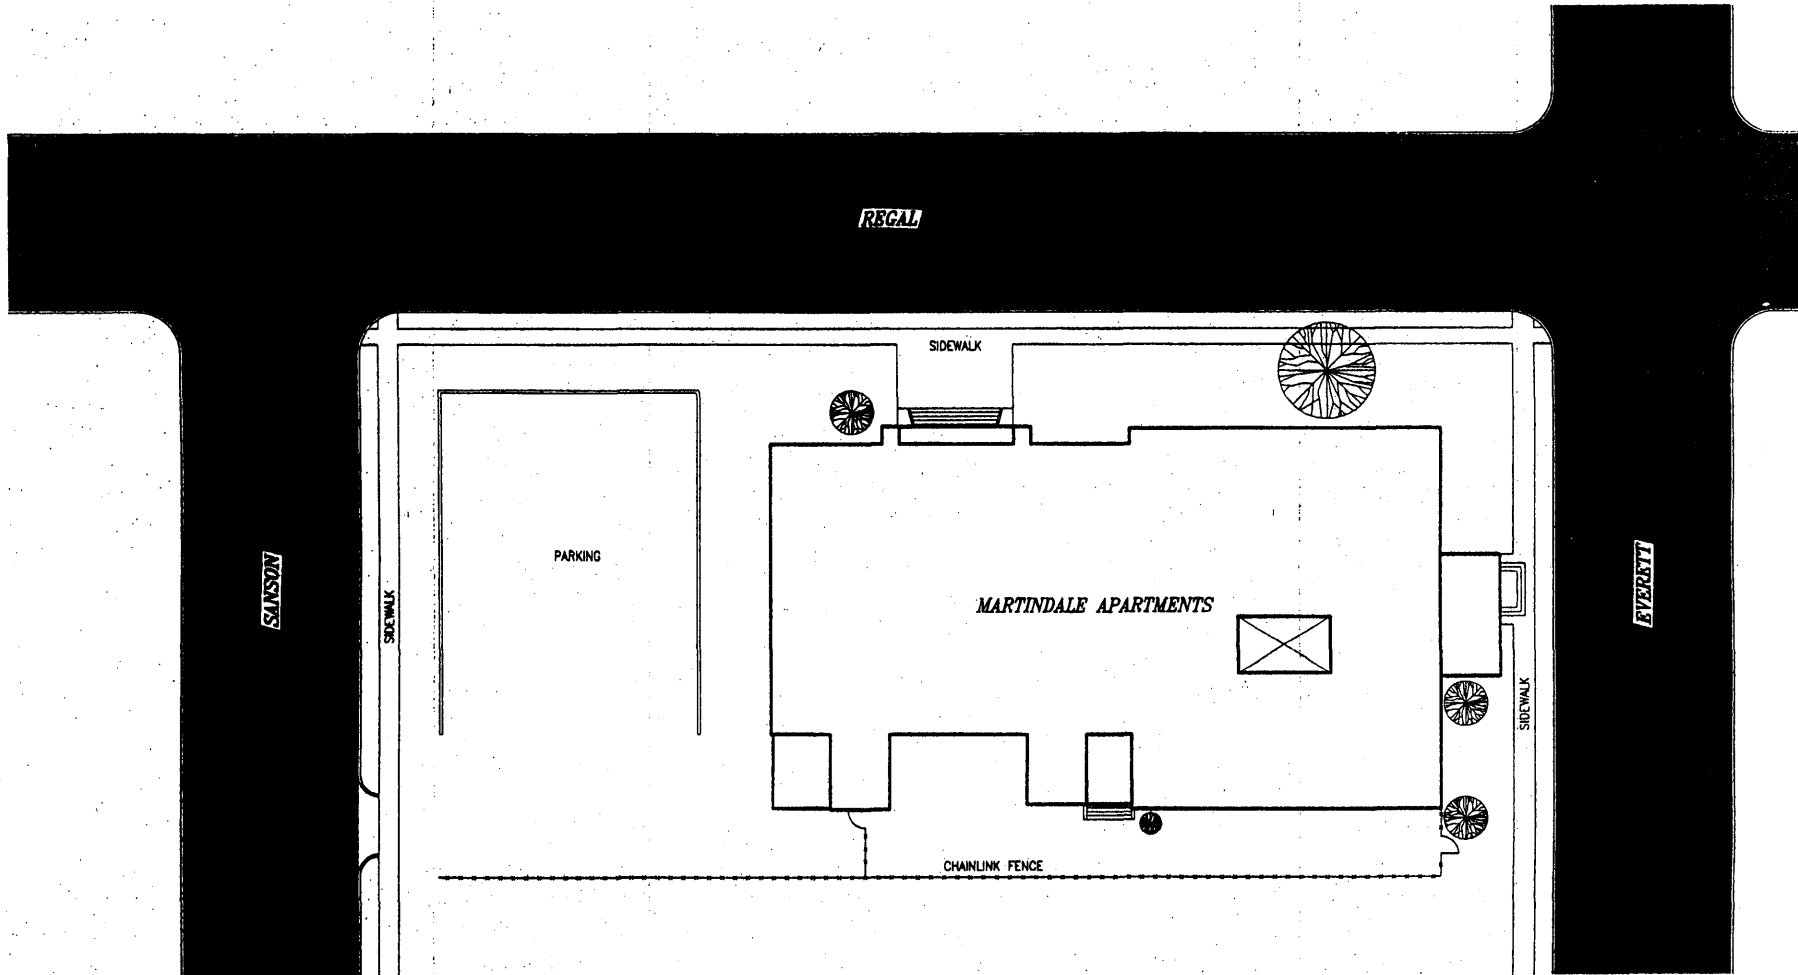 REGAL
SIDEWALK
PARKING
SANSON
SIDEWALK
MARTINDALE APARTMENTS
EVERETT
SIDEWALK
CHAINLINK FENCE